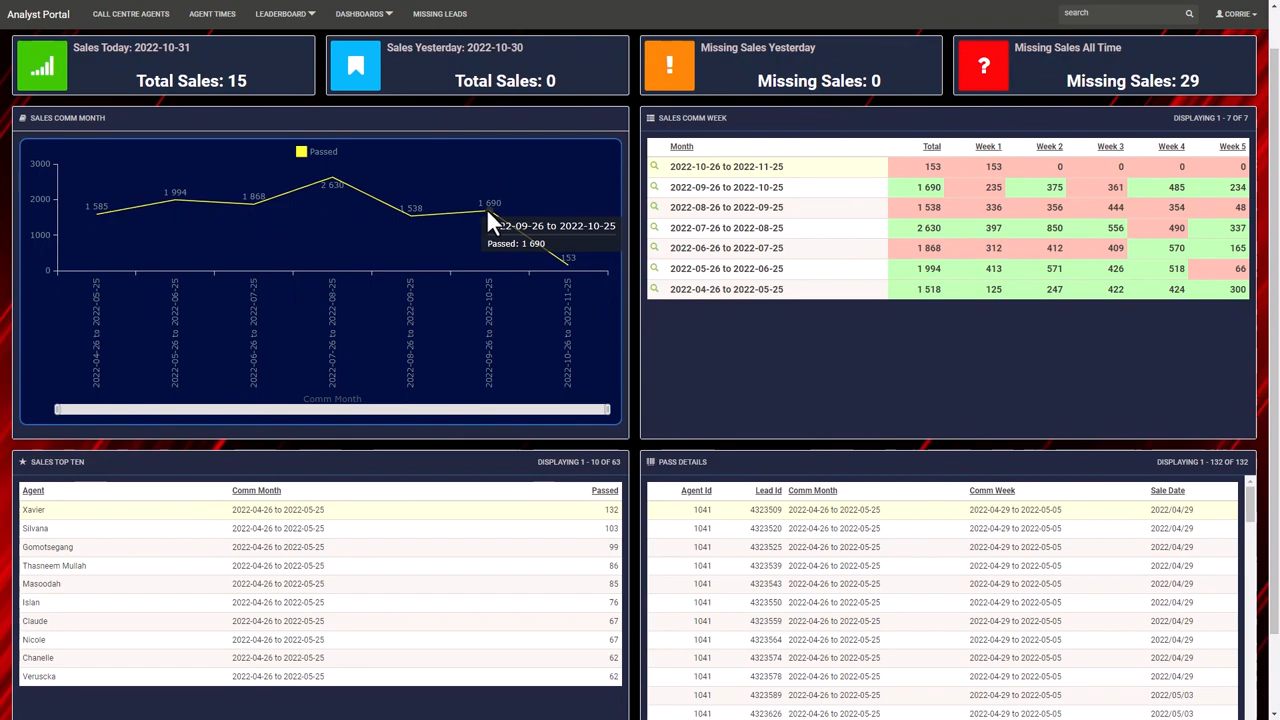 Analyst Portal CALL CENTRE AGENTS AGENT TIMES LEADERBOARD DASHBOARDS MISSING LEADS search CORRIE
Sales Today: 2022-10-31
Total Sales: 15
Sales Yesterday: 2022-10-30
Total Sales: 0
Missing Sales Yesterday
Missing Sales: 0
Missing Sales All Time
Missing Sales: 29
SALES COMM MONTH
Passed
3000
2000
1000
0
1 585
1 994
1 868
2 630
1 538
1 690
153
22-09-26 to 2022-10-25
Passed: 1 690
2022-04-26 to 2022-05-25
2022-05-26 to 2022-06-25
2022-06-26 to 2022-07-25
2022-07-26 to 2022-08-25
2022-08-26 to 2022-09-25
2022-09-26 to 2022-10-25
2022-10-26 to 2022-11-25
Comm Month
SALES COMM WEEK DISPLAYING 1 - 7 OF 7
Month Total Week 1 Week 2 Week 3 Week 4 Week 5
2022-10-26 to 2022-11-25 153 153 0 0 0 0
2022-09-26 to 2022-10-25 1 690 235 375 361 485 234
2022-08-26 to 2022-09-25 1 538 336 356 444 354 48
2022-07-26 to 2022-08-25 2 630 397 850 556 490 337
2022-06-26 to 2022-07-25 1 868 312 412 409 570 165
2022-05-26 to 2022-06-25 1 994 413 571 426 518 66
2022-04-26 to 2022-05-25 1 518 125 247 422 424 300
SALES TOP TEN DISPLAYING 1 - 10 OF 63
Agent Comm Month Passed
Xavier 2022-04-26 to 2022-05-25 132
Silvana 2022-04-26 to 2022-05-25 103
Gomotsegang 2022-04-26 to 2022-05-25 99
Thasneem Mullah 2022-04-26 to 2022-05-25 86
Masoodah 2022-04-26 to 2022-05-25 85
Islan 2022-04-26 to 2022-05-25 76
Claude 2022-04-26 to 2022-05-25 67
Nicole 2022-04-26 to 2022-05-25 67
Chanelle 2022-04-26 to 2022-05-25 62
Veruscka 2022-04-26 to 2022-05-25 62
PASS DETAILS DISPLAYING 1 - 132 OF 132
Agent Id Lead Id Comm Month Comm Week Sale Date
1041 4323509 2022-04-26 to 2022-05-25 2022-04-29 to 2022-05-05 2022/04/29
1041 4323520 2022-04-26 to 2022-05-25 2022-04-29 to 2022-05-05 2022/04/29
1041 4323525 2022-04-26 to 2022-05-25 2022-04-29 to 2022-05-05 2022/04/29
1041 4323539 2022-04-26 to 2022-05-25 2022-04-29 to 2022-05-05 2022/04/29
1041 4323543 2022-04-26 to 2022-05-25 2022-04-29 to 2022-05-05 2022/04/29
1041 4323550 2022-04-26 to 2022-05-25 2022-04-29 to 2022-05-05 2022/04/29
1041 4323564 2022-04-26 to 2022-05-25 2022-04-29 to 2022-05-05 2022/04/29
1041 4323574 2022-04-26 to 2022-05-25 2022-04-29 to 2022-05-05 2022/04/29
1041 4323578 2022-04-26 to 2022-05-25 2022-04-29 to 2022-05-05 2022/04/29
1041 4323589 2022-04-26 to 2022-05-25 2022-04-29 to 2022-05-05 2022/05/03
1041 4323626 2022-04-26 to 2022-05-25 2022-04-29 to 2022-05-05 2022/05/03